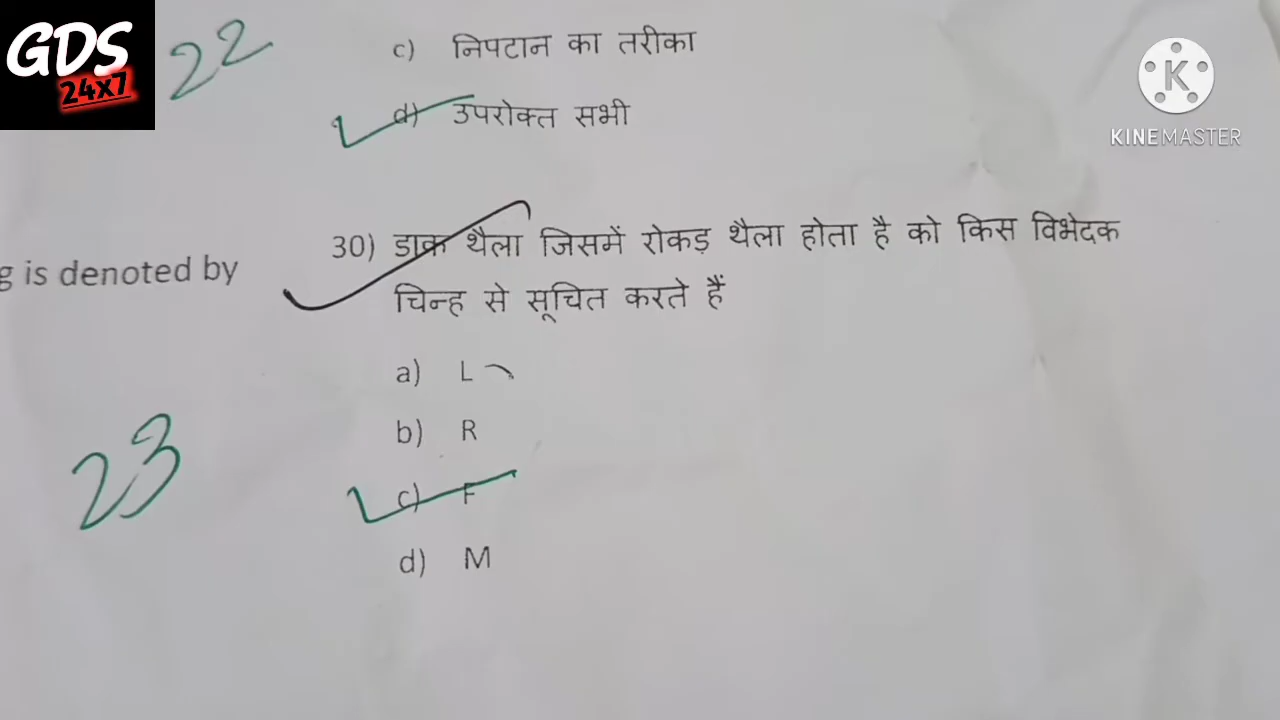 GDS
24x7
22
c) निपटान का तरीका
d) उपरोक्त सभी
K
KINEMASTER
30) डाक थैला जिसमें रोकड़ थैला होता है को किस विभेदक
g is denoted by
चिन्ह से सूचित करते हैं
a) L
b) R
23
c) F
d) M